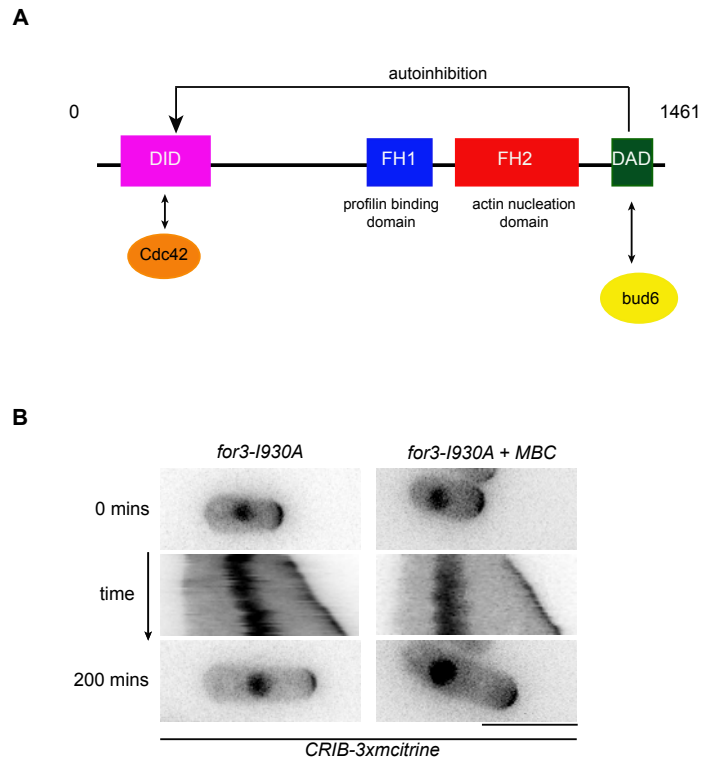 A
autoinhibition
0
1461
DID
FH1
FH2
DAD
profilin binding
domain
actin nucleation
domain
Cdc42
bud6
B
for3-I930A
for3-I930A + MBC
0 mins
time
200 mins
CRIB-3xmcitrine